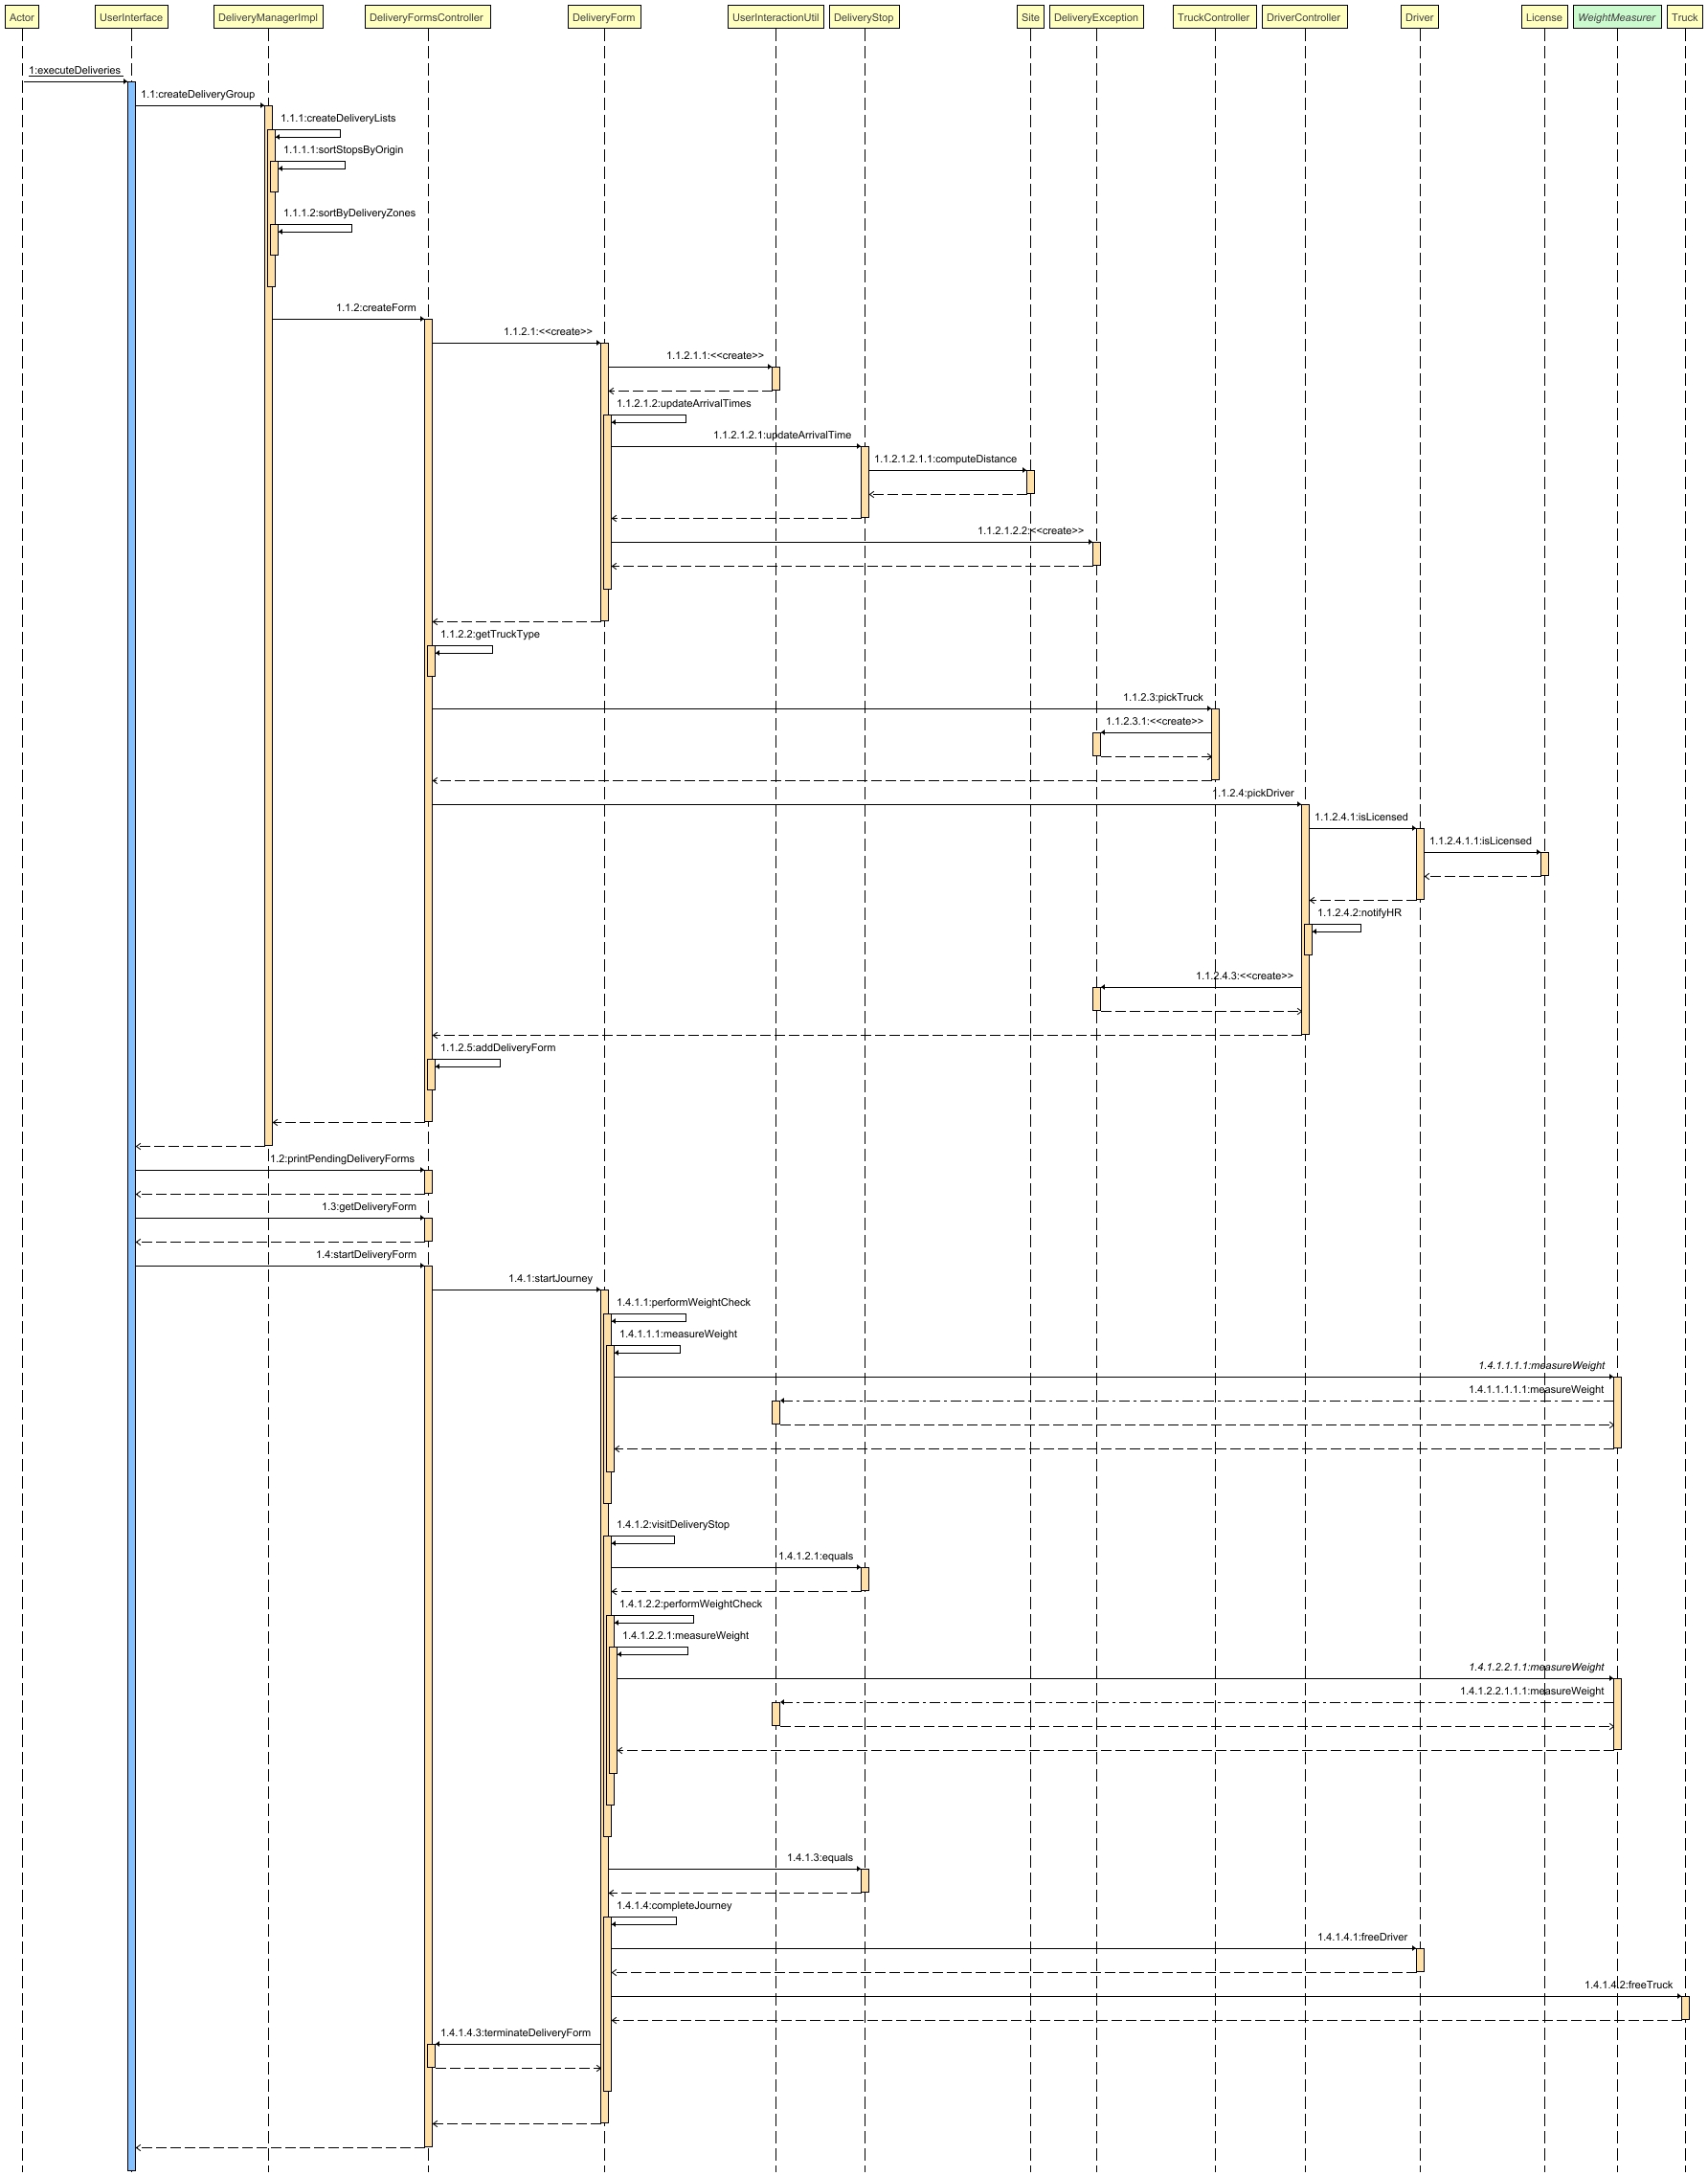 Actor
UserInterface
DeliveryManagerImpl
DeliveryFormsController
DeliveryForm
UserInteractionUtil
DeliveryStop
Site
DeliveryException
TruckController
DriverController
Driver
License
WeightMeasurer
Truck
1:executeDeliveries
1.1:createDeliveryGroup
1.1.1:createDeliveryLists
1.1.1.1:sortStopsByOrigin
1.1.1.2:sortByDeliveryZones
1.1.2:createForm
1.1.2.1:<<create>>
1.1.2.1.1:<<create>>
1.1.2.1.2:updateArrivalTimes
1.1.2.1.2.1:updateArrivalTime
1.1.2.1.2.1.1:computeDistance
1.1.2.1.2.2:<<create>>
1.1.2.2:getTruckType
1.1.2.3:pickTruck
1.1.2.3.1:<<create>>
1.1.2.4:pickDriver
1.1.2.4.1:isLicensed
1.1.2.4.1.1:isLicensed
1.1.2.4.2:notifyHR
1.1.2.4.3:<<create>>
1.1.2.5:addDeliveryForm
1.2:printPendingDeliveryForms
1.3:getDeliveryForm
1.4:startDeliveryForm
1.4.1:startJourney
1.4.1.1:performWeightCheck
1.4.1.1.1:measureWeight
1.4.1.1.1.1:measureWeight
1.4.1.1.1.1.1:measureWeight
1.4.1.2:visitDeliveryStop
1.4.1.2.1:equals
1.4.1.2.2:performWeightCheck
1.4.1.2.2.1:measureWeight
1.4.1.2.2.1.1:measureWeight
1.4.1.2.2.1.1.1:measureWeight
1.4.1.3:equals
1.4.1.4:completeJourney
1.4.1.4.1:freeDriver
1.4.1.4.2:freeTruck
1.4.1.4.3:terminateDeliveryForm